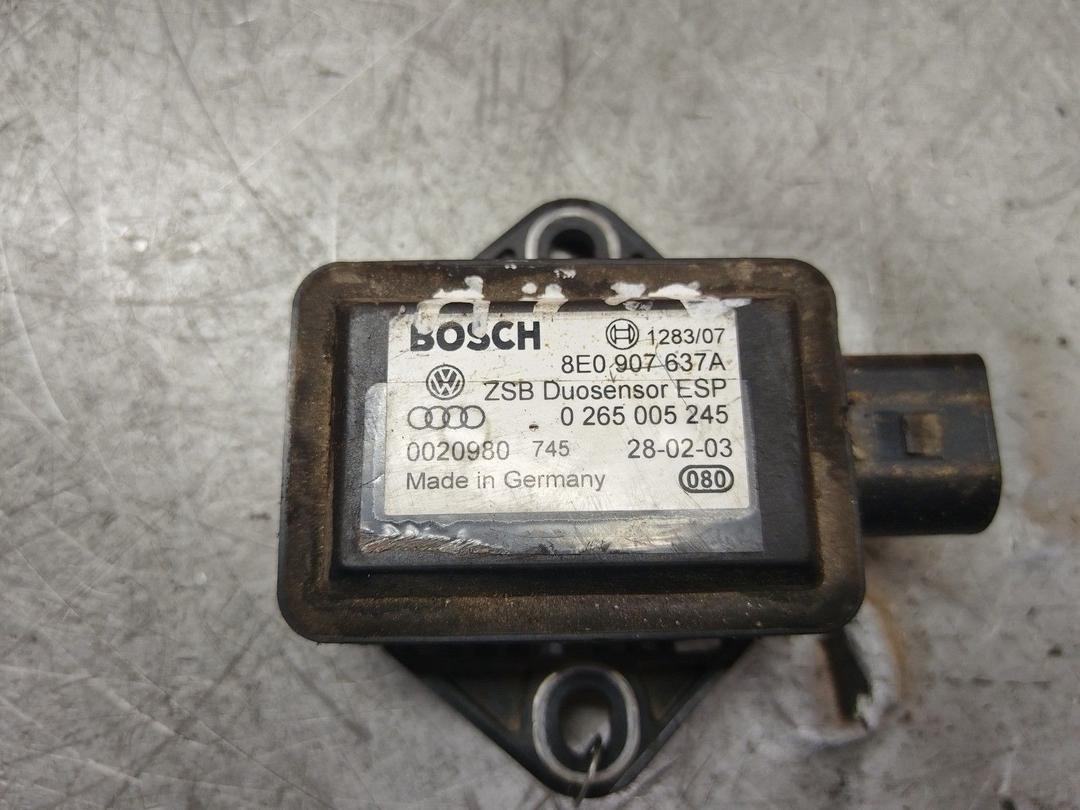 BOSCH 1283/07
8E0 907 637A
ZSB Duosensor ESP
0 265 005 245
0020980 745 28-02-03
Made in Germany 080